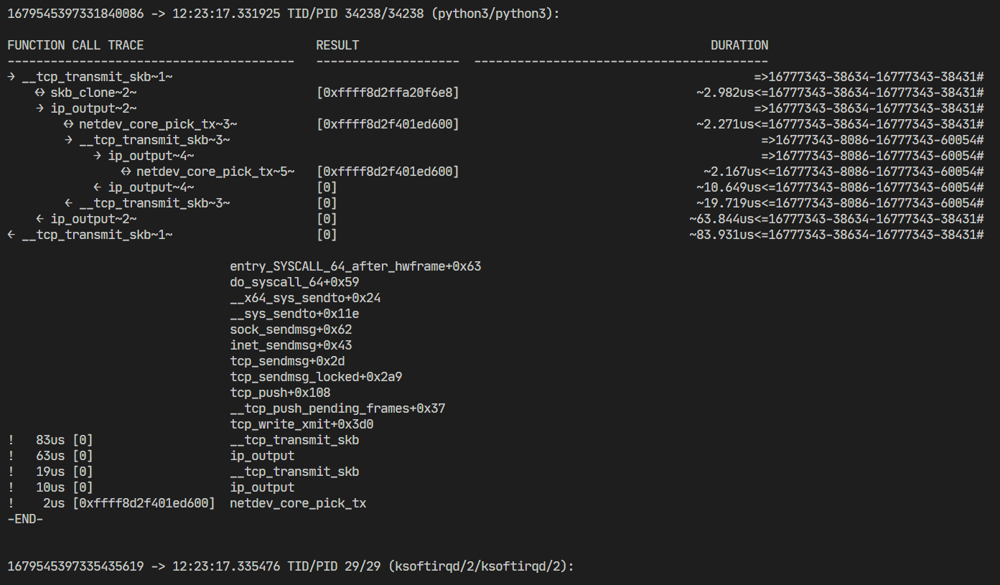 1679545397331840086 -> 12:23:17.331925 TID/PID 34238/34238 (python3/python3):
FUNCTION CALL TRACE RESULT DURATION
---------------------------------------- -------------------- -----------------------------------------
→ __tcp_transmit_skb~1~ =>16777343-38634-16777343-38431#
↔ skb_clone~2~ [0xffff8d2ffa20f6e8] ~2.982us<=16777343-38634-16777343-38431#
→ ip_output~2~ =>16777343-38634-16777343-38431#
↔ netdev_core_pick_tx~3~ [0xffff8d2f401ed600] ~2.271us<=16777343-38634-16777343-38431#
→ __tcp_transmit_skb~3~ =>16777343-8086-16777343-60054#
→ ip_output~4~ =>16777343-8086-16777343-60054#
↔ netdev_core_pick_tx~5~ [0xffff8d2f401ed600] ~2.167us<=16777343-8086-16777343-60054#
← ip_output~4~ [0] ~10.649us<=16777343-8086-16777343-60054#
← __tcp_transmit_skb~3~ [0] ~19.719us<=16777343-8086-16777343-60054#
← ip_output~2~ [0] ~63.844us<=16777343-38634-16777343-38431#
← __tcp_transmit_skb~1~ [0] ~83.931us<=16777343-38634-16777343-38431#
entry_SYSCALL_64_after_hwframe+0x63
do_syscall_64+0x59
__x64_sys_sendto+0x24
__sys_sendto+0x11e
sock_sendmsg+0x62
inet_sendmsg+0x43
tcp_sendmsg+0x2d
tcp_sendmsg_locked+0x2a9
tcp_push+0x108
__tcp_push_pending_frames+0x37
tcp_write_xmit+0x3d0
! 83us [0] __tcp_transmit_skb
! 63us [0] ip_output
! 19us [0] __tcp_transmit_skb
! 10us [0] ip_output
! 2us [0xffff8d2f401ed600] netdev_core_pick_tx
-END-
1679545397335435619 -> 12:23:17.335476 TID/PID 29/29 (ksoftirqd/2/ksoftirqd/2):